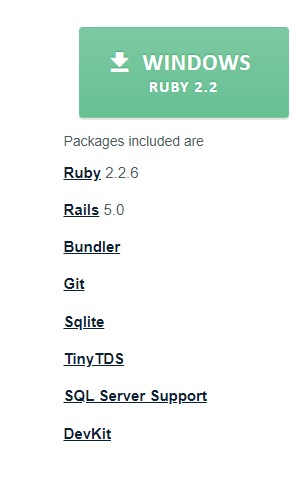 WINDOWS
RUBY 2.2
Packages included are
Ruby 2.2.6
Rails 5.0
Bundler
Git
Sqlite
TinyTDS
SQL Server Support
DevKit